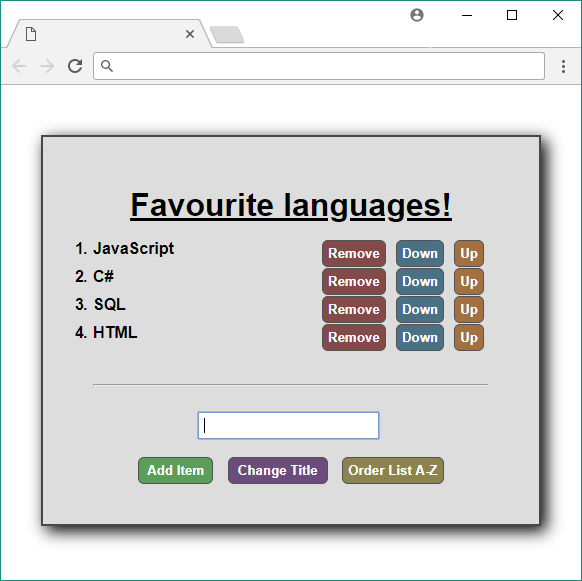 Favourite languages!
1. JavaScript Remove Down Up
2. C# Remove Down Up
3. SQL Remove Down Up
4. HTML Remove Down Up
Add Item Change Title Order List A-Z